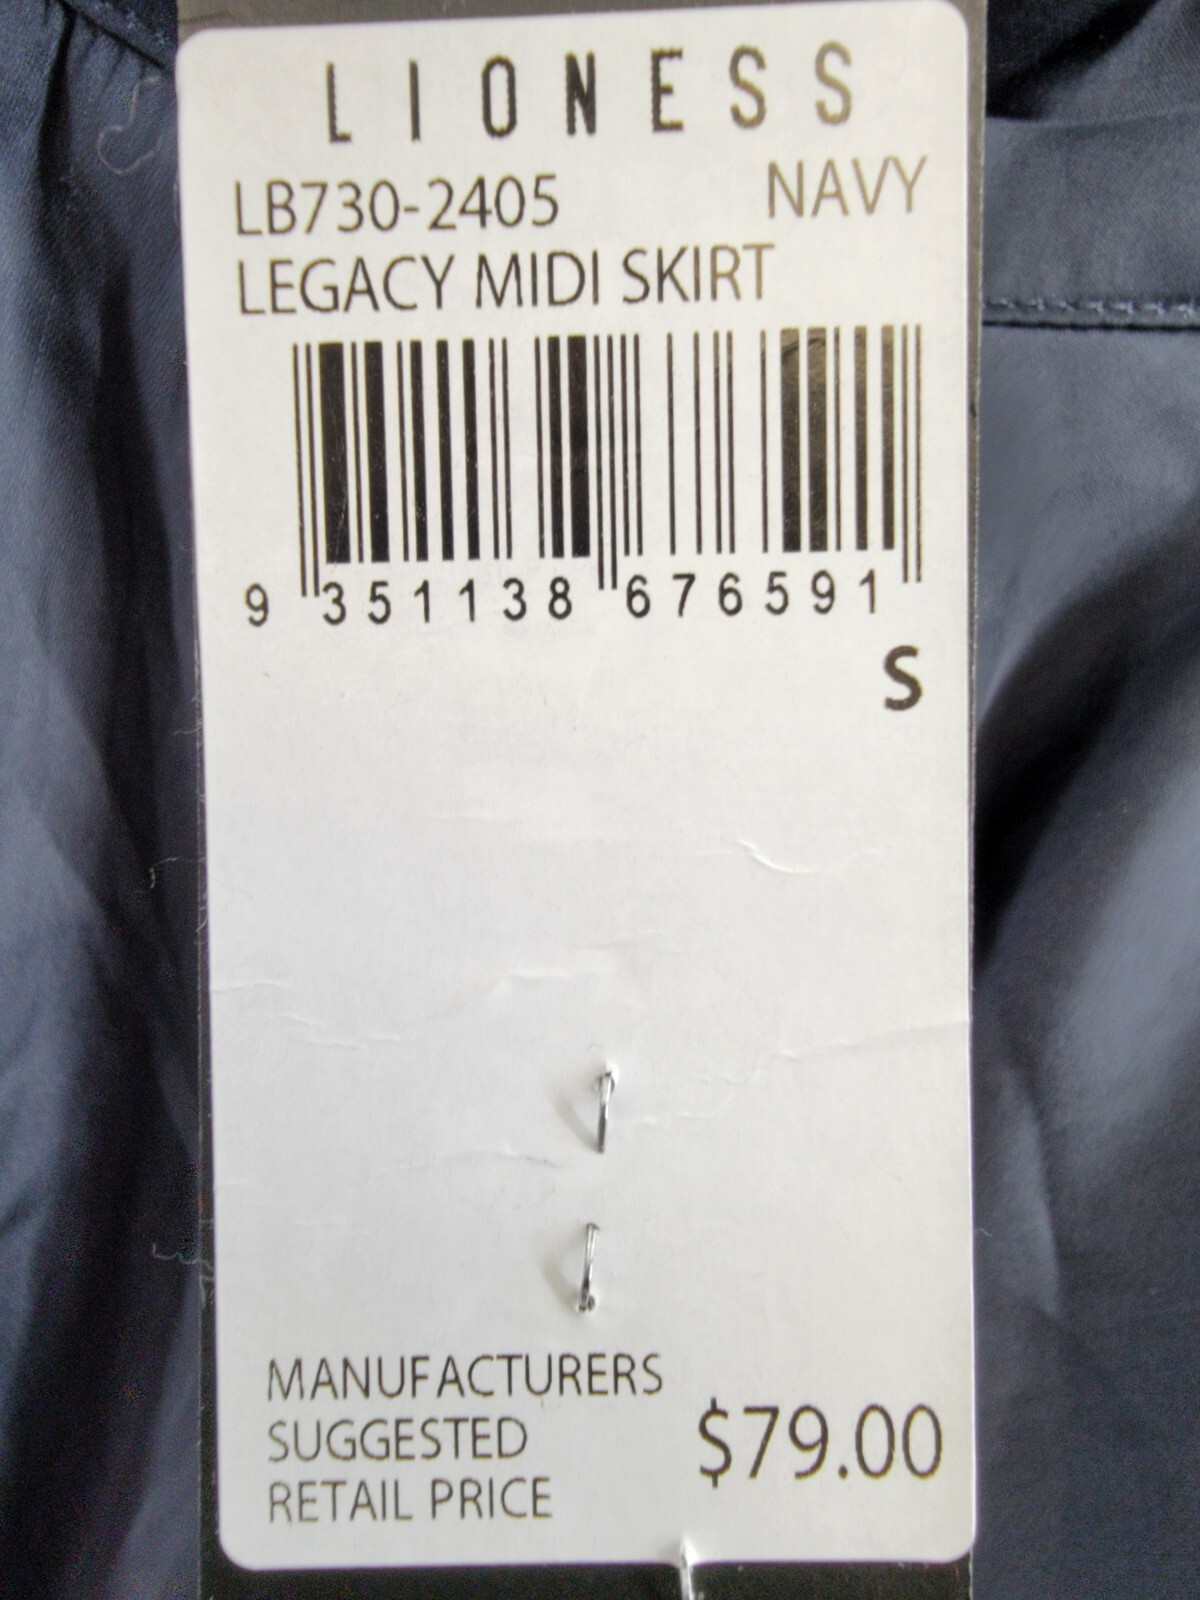 LIONESS
LB730-2405 NAVY
LEGACY MIDI SKIRT
9 351138 676591
S
MANUFACTURERS
SUGGESTED
RETAIL PRICE
$79.00